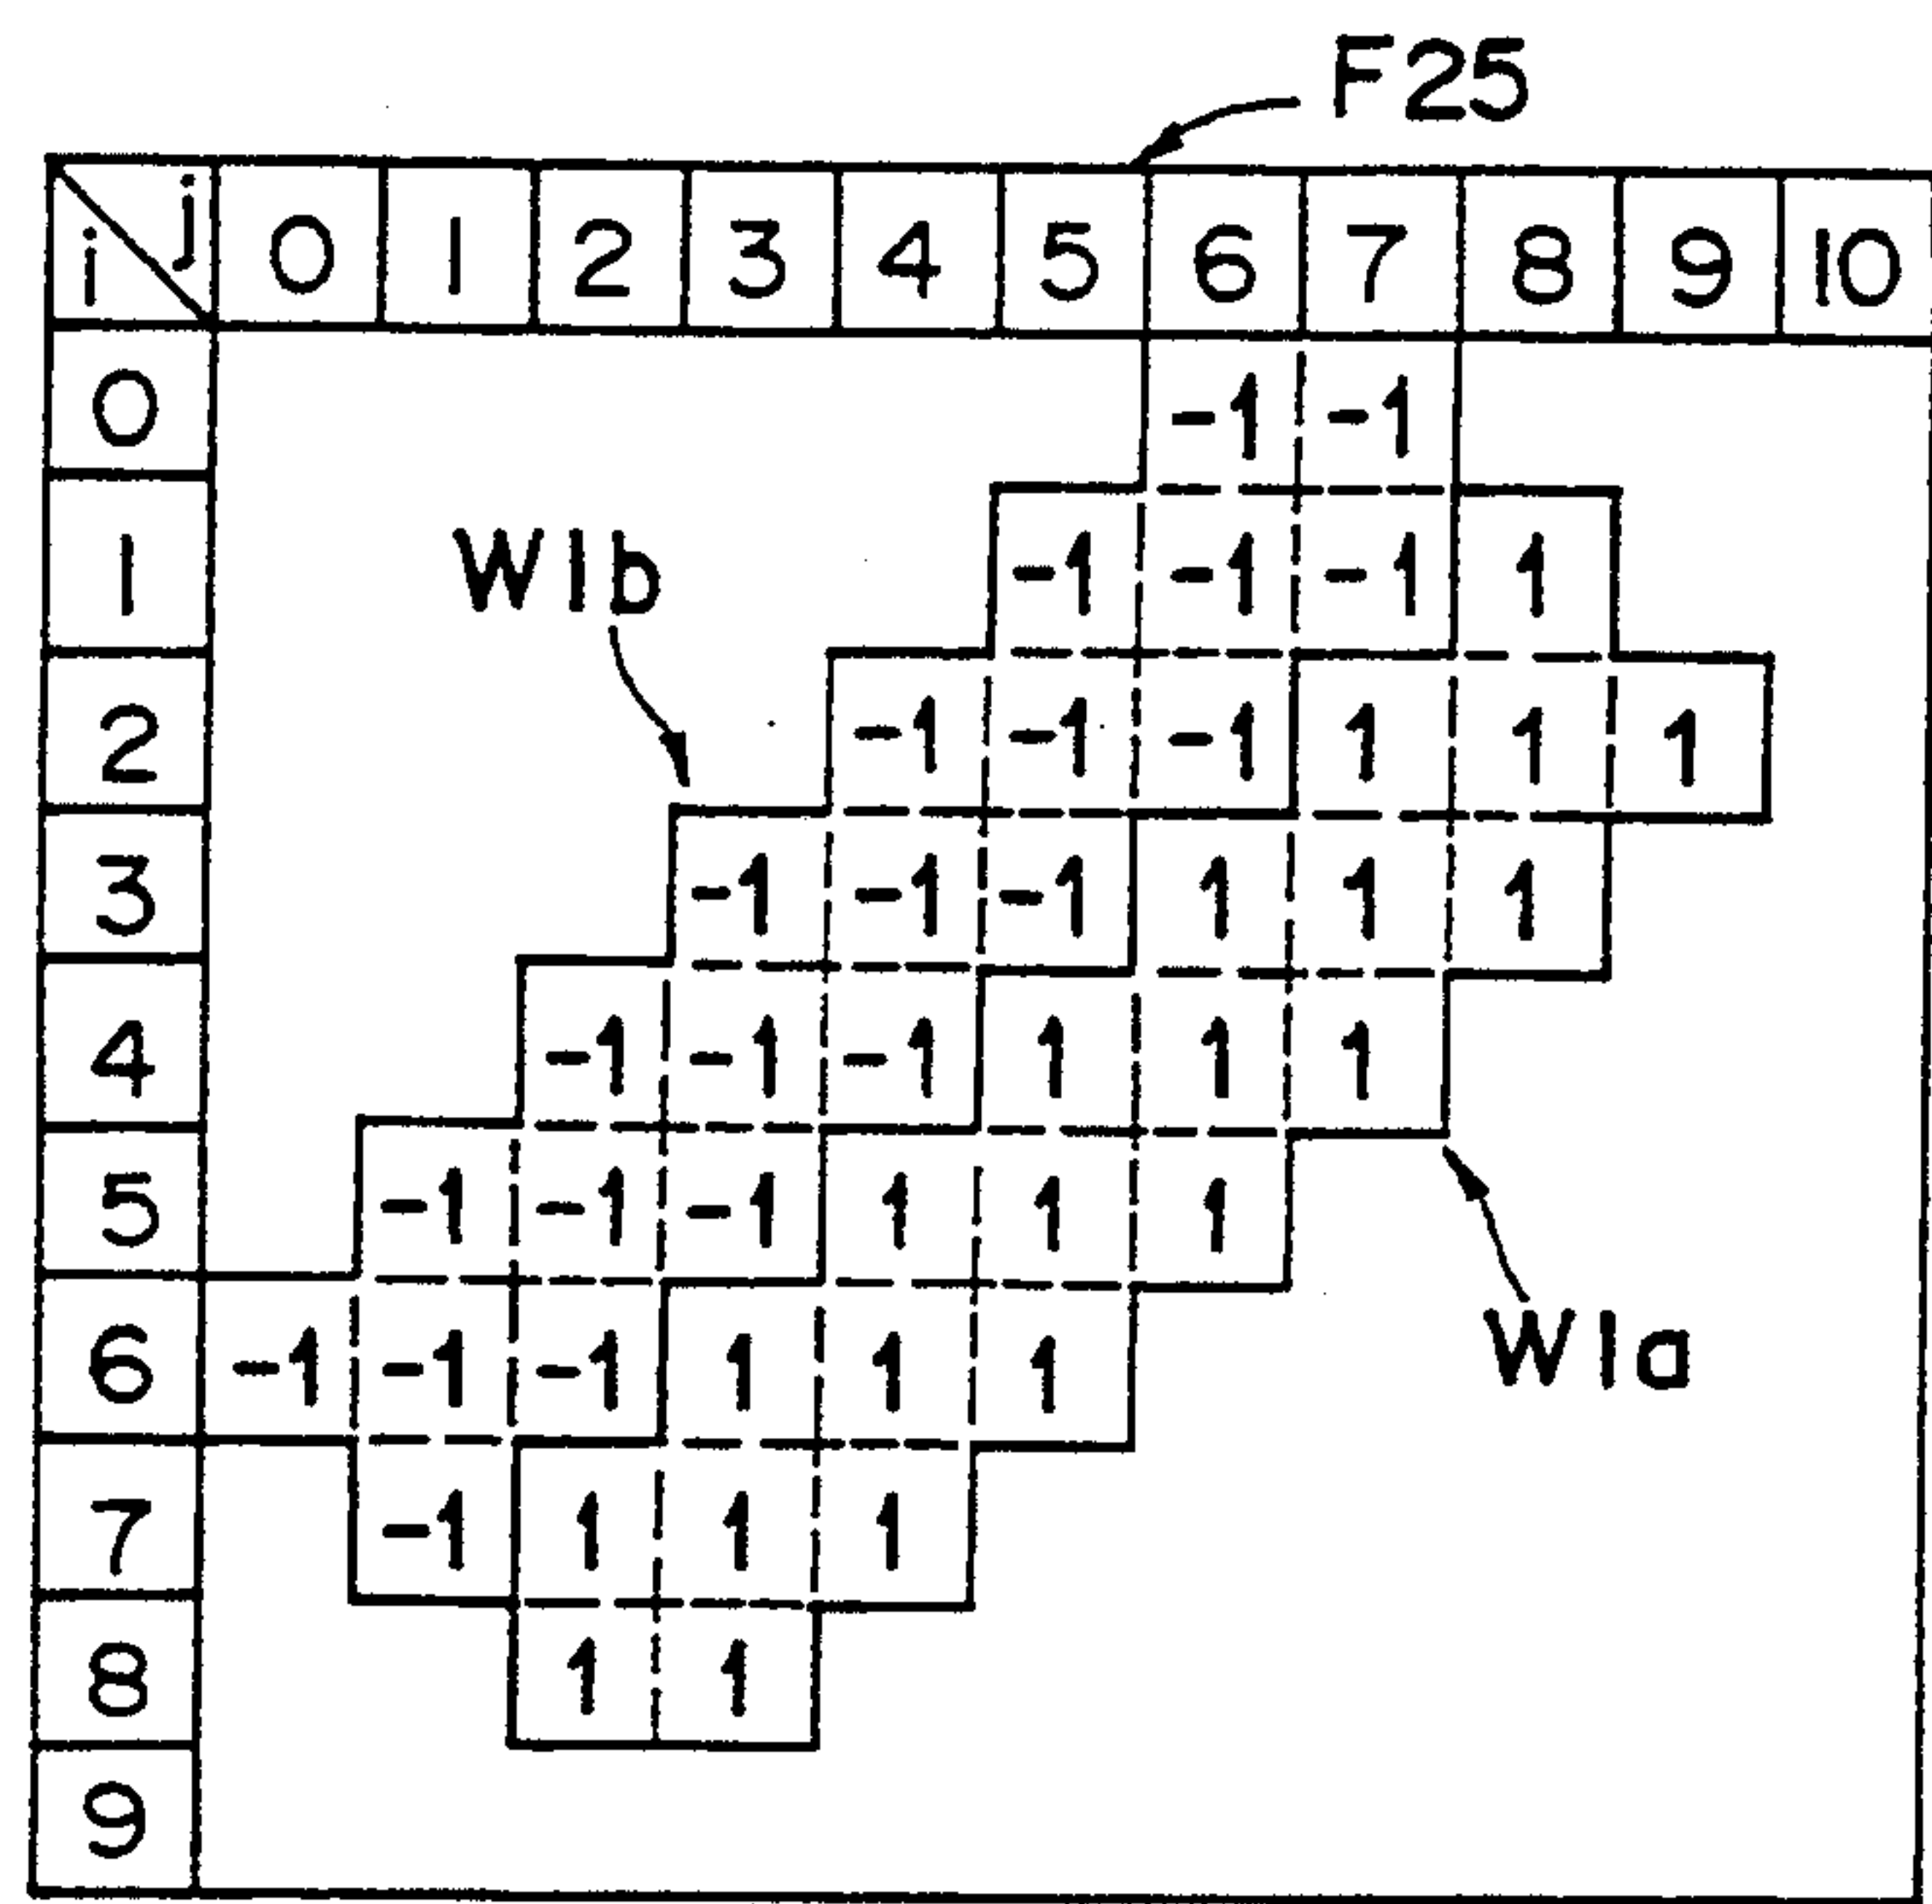 F25
j
i 0 1 2 3 4 5 6 7 8 9 10
0 -1 -1
1 -1 -1 -1 1
W1b
2 -1 -1 -1 1 1 1
3 -1 -1 -1 1 1 1
4 -1 -1 -1 1 1 1
5 -1 -1 -1 1 1 1
6 -1 -1 -1 1 1 1
W1a
7 -1 1 1 1
8 1 1
9